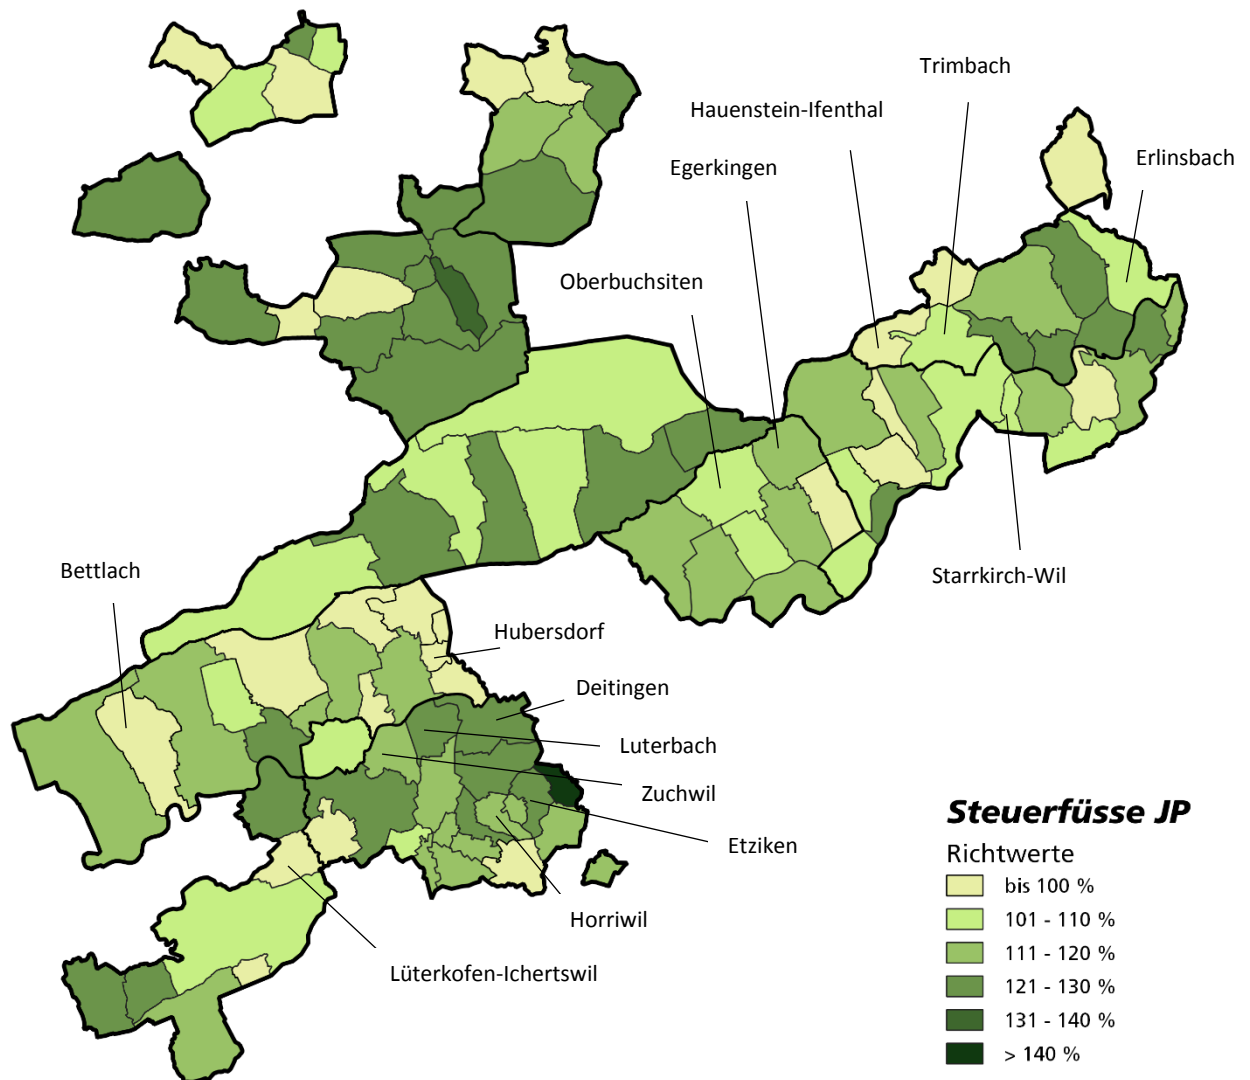 Trimbach
Hauenstein-Ifenthal
Erlinsbach
Egerkingen
Oberbuchsiten
Starrkirch-Wil
Bettlach
Hubersdorf
Deitingen
Luterbach
Zuchwil
Etziken
Horriwil
Lüterkofen-Ichertswil
Steuerfüsse JP
Richtwerte
bis 100 %
101 - 110 %
111 - 120 %
121 - 130 %
131 - 140 %
> 140 %